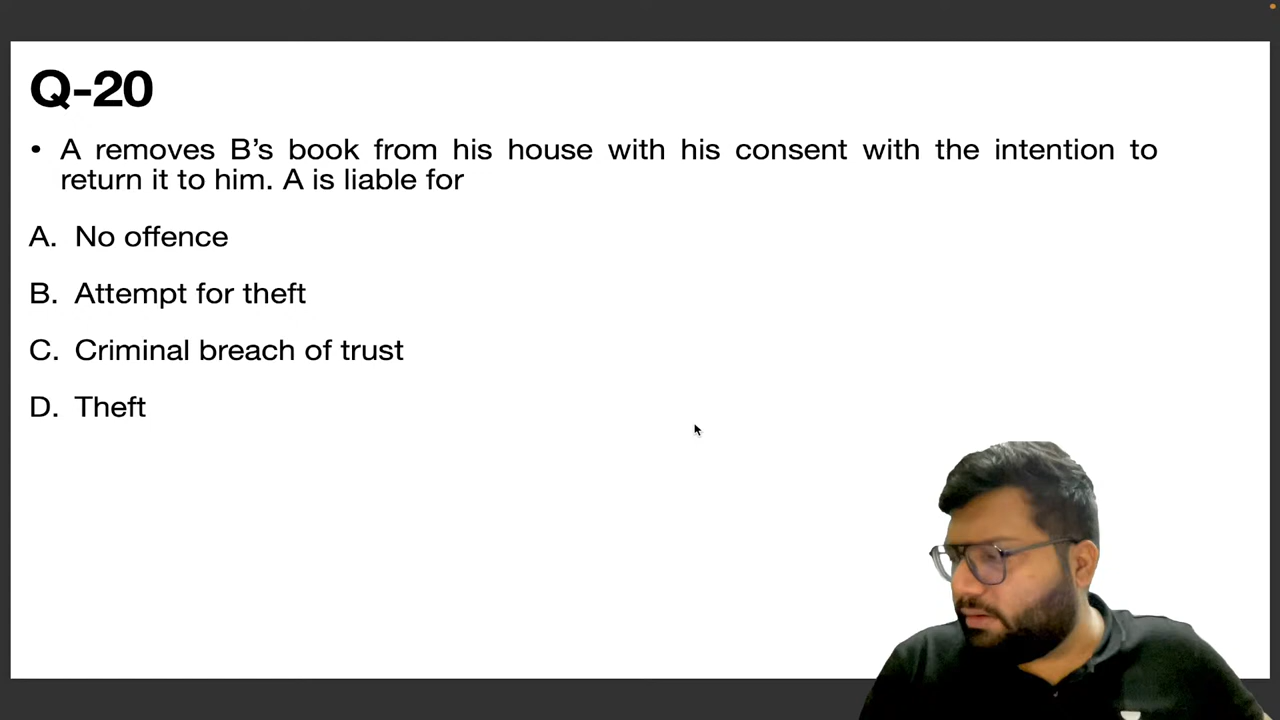 Q-20
• A removes B’s book from his house with his consent with the intention to
return it to him. A is liable for
A. No offence
B. Attempt for theft
C. Criminal breach of trust
D. Theft